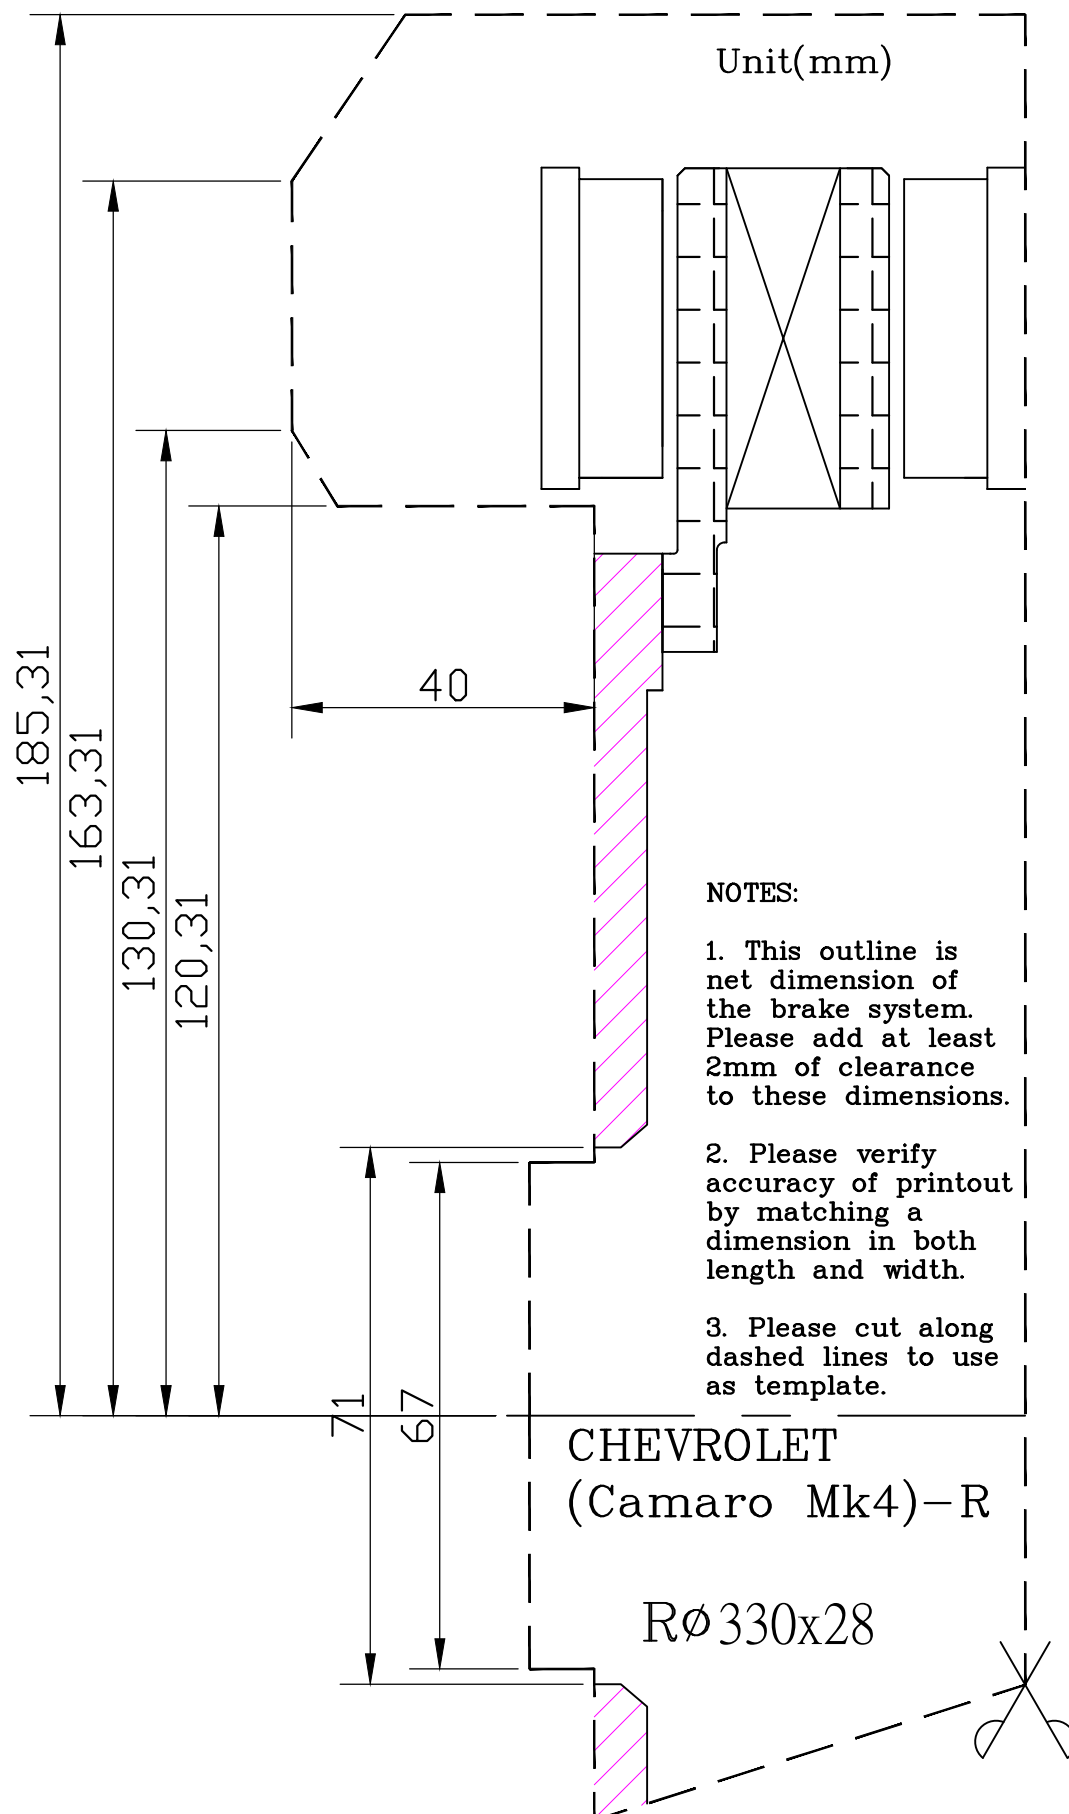 Unit(mm)
185,31
163,31
130,31
120,31
40
71
67
NOTES:
1. This outline is
net dimension of
the brake system.
Please add at least
2mm of clearance
to these dimensions.
2. Please verify
accuracy of printout
by matching a
dimension in both
length and width.
3. Please cut along
dashed lines to use
as template.
CHEVROLET
(Camaro Mk4)-R
RØ330x28